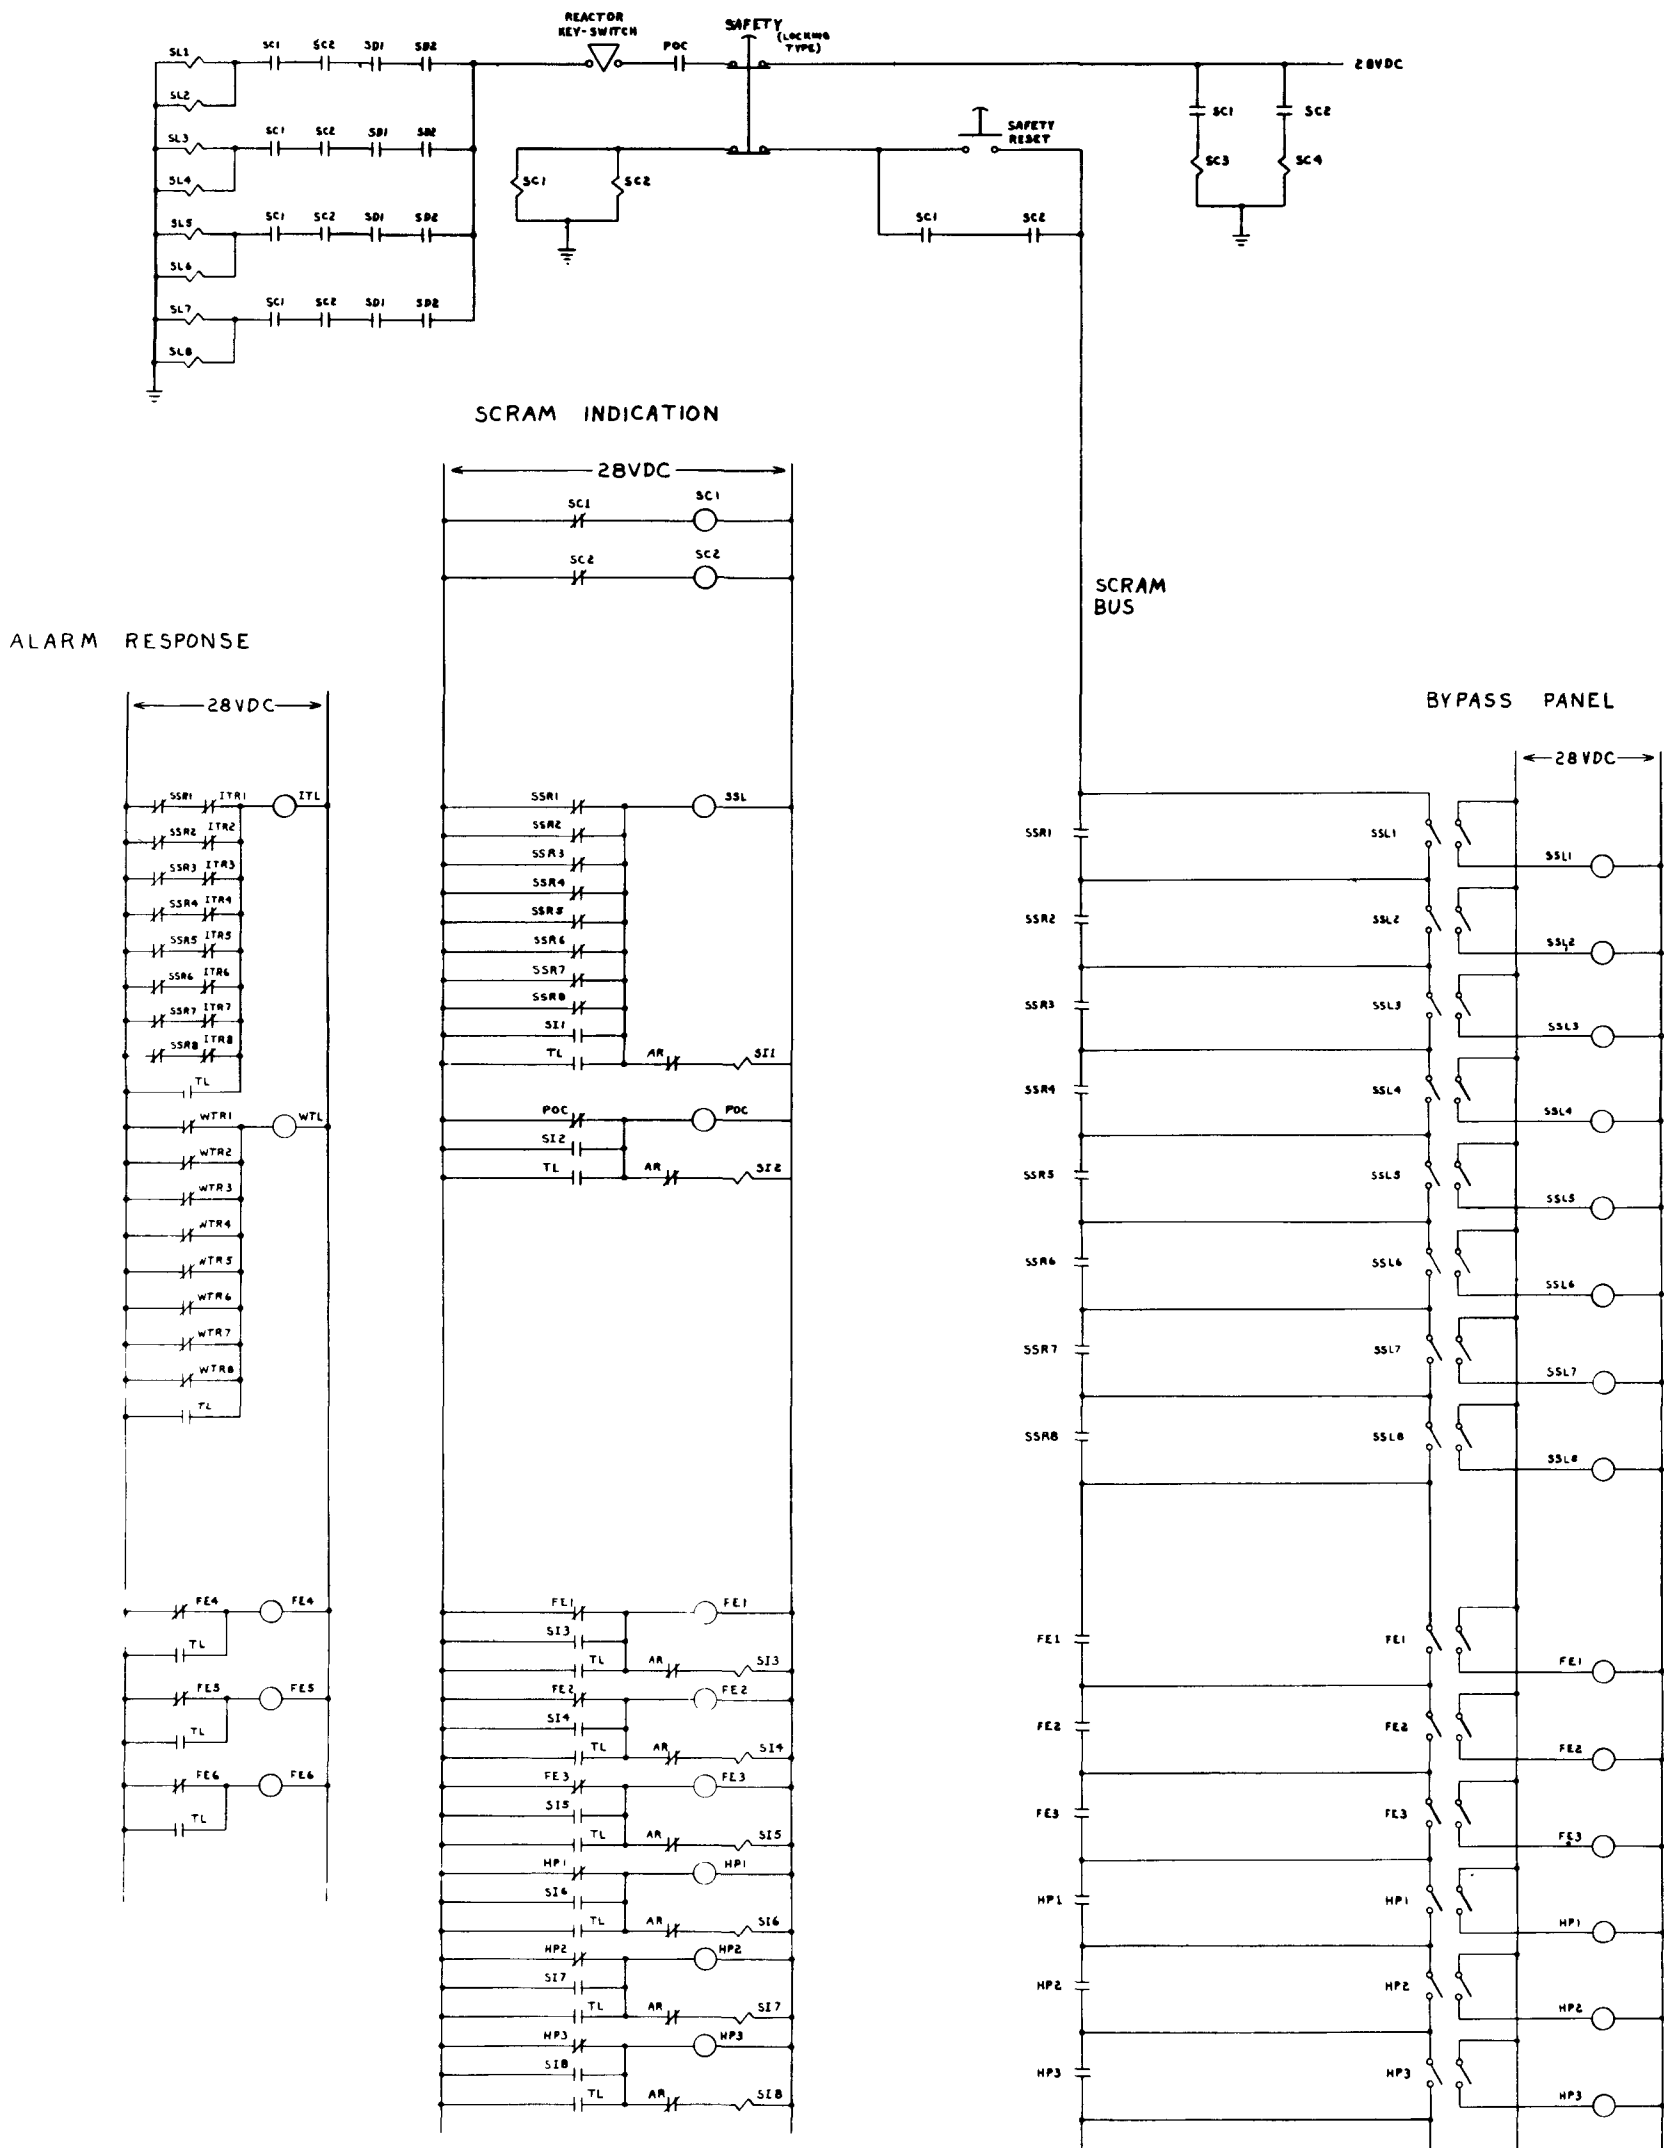 REACTOR
KEY-SWITCH
SAFETY
(LOCKING
TYPE)
POC
28VDC
SL1 SC1 SC2 SD1 SD2
SL2
SL3 SC1 SC2 SD1 SD2
SL4
SL5 SC1 SC2 SD1 SD2
SL6
SL7 SC1 SC2 SD1 SD2
SL8
SC1 SC2
SAFETY
RESET
SC1 SC2
SC1 SC2
SC3 SC4
SCRAM INDICATION
28VDC
SC1 SC1
SC2 SC2
SSR1 SSL
SSR2
SSR3
SSR4
SSR5
SSR6
SSR7
SSR8
SI1
TL AR SI1
POC POC
SI2
TL AR SI2
FE1 FE1
SI3
TL AR SI3
FE2 FE2
SI4
TL AR SI4
FE3 FE3
SI5
TL AR SI5
HP1 HP1
SI6
TL AR SI6
HP2 HP2
SI7
TL AR SI7
HP3 HP3
SI8
TL AR SI8
ALARM RESPONSE
28VDC
SSR1 ITR1 ITL
SSR2 ITR2
SSR3 ITR3
SSR4 ITR4
SSR5 ITR5
SSR6 ITR6
SSR7 ITR7
SSR8 ITR8
TL
WTR1 WTL
WTR2
WTR3
WTR4
WTR5
WTR6
WTR7
WTR8
TL
FE4 FE4
TL
FE5 FE5
TL
FE6 FE6
TL
SCRAM
BUS
BYPASS PANEL
28VDC
SSR1 SSL1 SSL1
SSR2 SSL2 SSL2
SSR3 SSL3 SSL3
SSR4 SSL4 SSL4
SSR5 SSL5 SSL5
SSR6 SSL6 SSL6
SSR7 SSL7 SSL7
SSR8 SSL8 SSL8
FE1 FE1 FE1
FE2 FE2 FE2
FE3 FE3 FE3
HP1 HP1 HP1
HP2 HP2 HP2
HP3 HP3 HP3